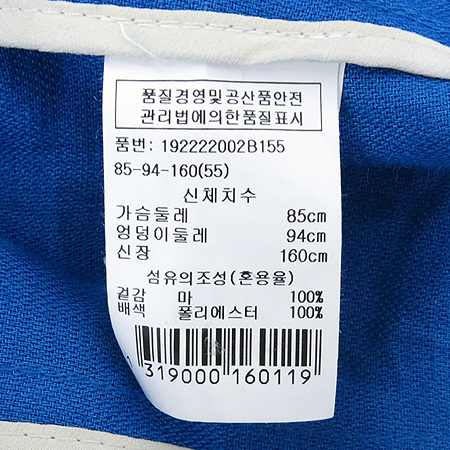 품질경영및공산품안전
관리법에의한품질표시
품번: 192222002B155
85-94-160(55)
신체치수
가슴둘레 85cm
엉덩이둘레 94cm
신장 160cm
섬유의조성(혼용율)
겉감 마 100%
배색 폴리에스터 100%
319000 160119